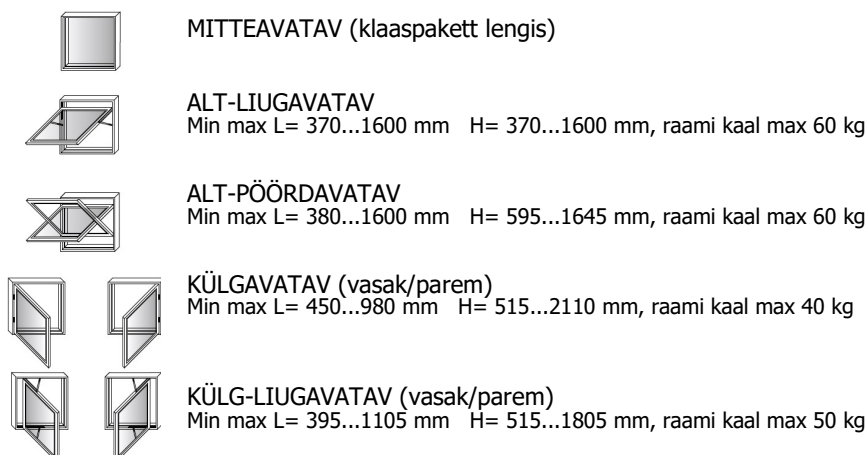 MITTEAVATAV (klaaspakett lengis)
ALT-LIUGAVATAV
Min max L= 370...1600 mm H= 370...1600 mm, raami kaal max 60 kg
ALT-PÖÖRDAVATAV
Min max L= 380...1600 mm H= 595...1645 mm, raami kaal max 60 kg
KÜLGAVATAV (vasak/parem)
Min max L= 450...980 mm H= 515...2110 mm, raami kaal max 40 kg
KÜLG-LIUGAVATAV (vasak/parem)
Min max L= 395...1105 mm H= 515...1805 mm, raami kaal max 50 kg